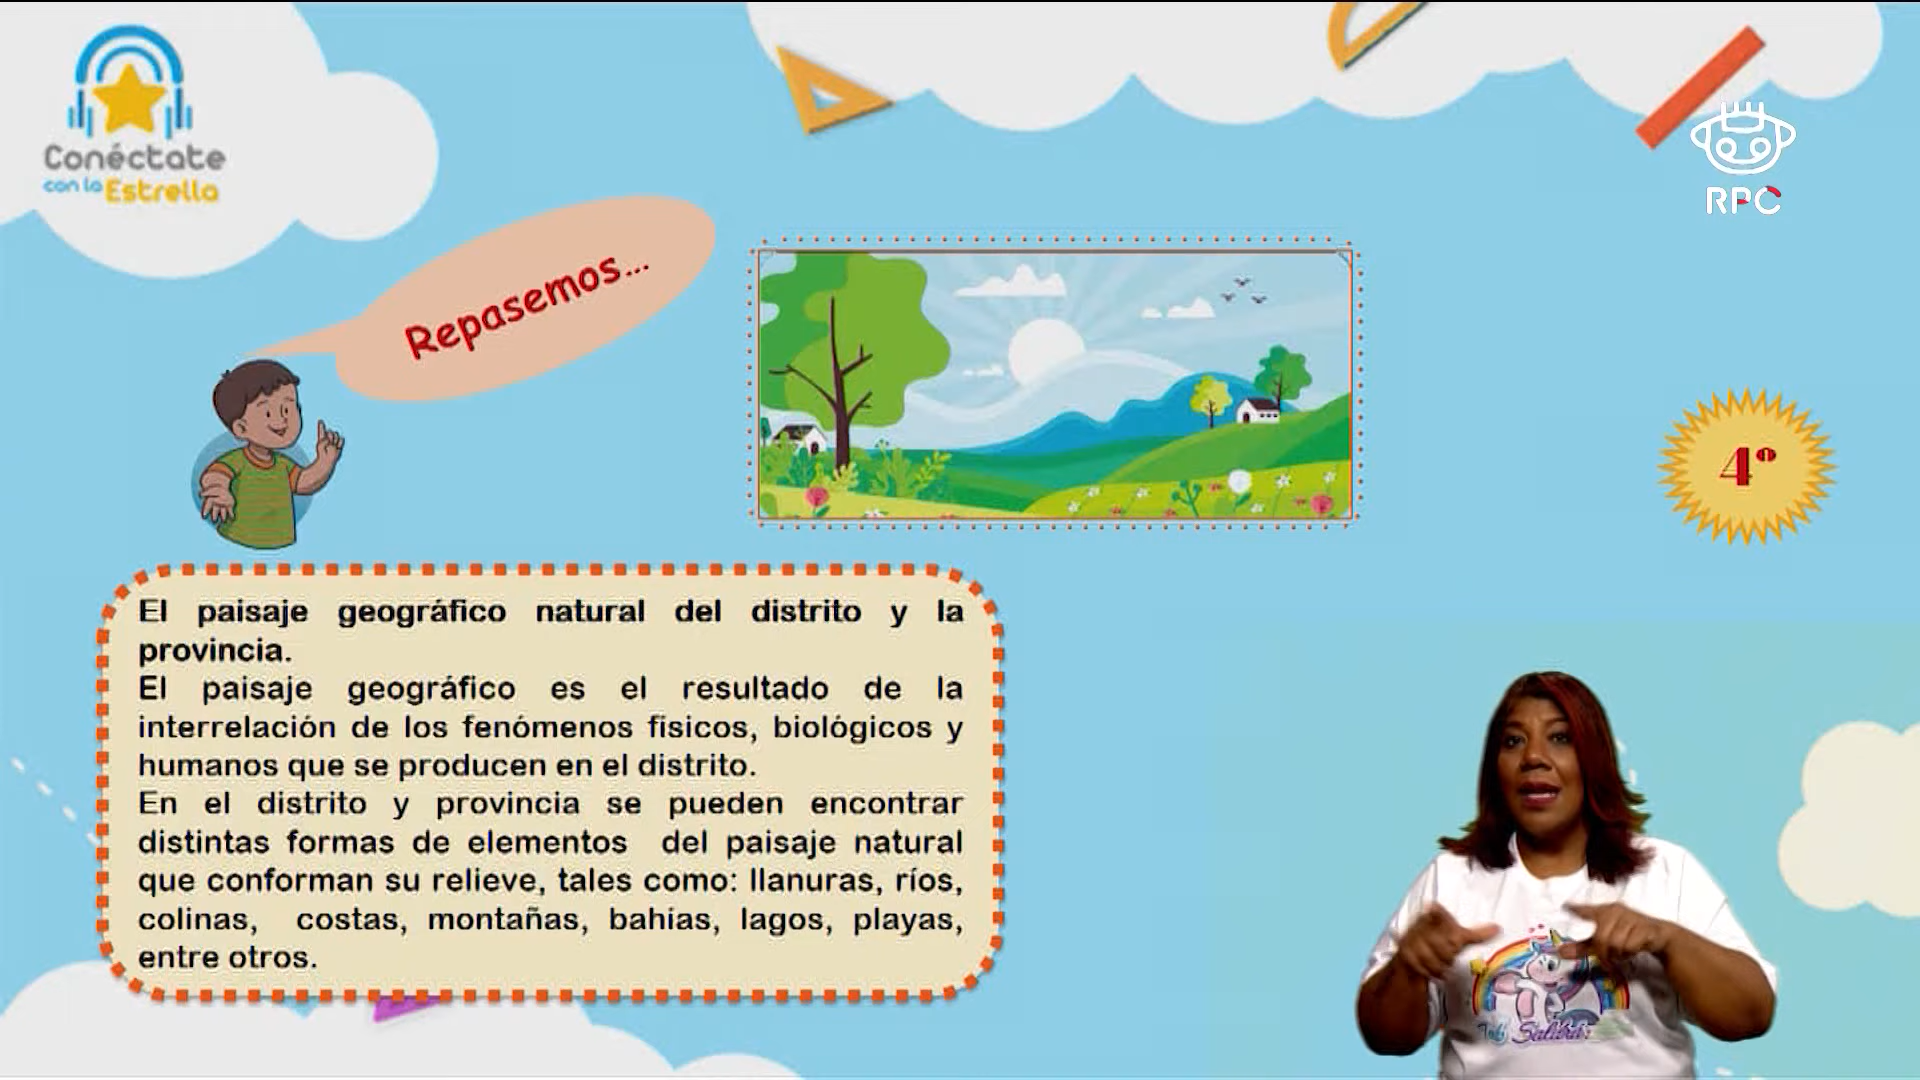 Conéctate
con la Estrella
RPC
Repasemos...
4°
El paisaje geográfico natural del distrito y la
provincia.
El paisaje geográfico es el resultado de la
interrelación de los fenómenos físicos, biológicos y
humanos que se producen en el distrito.
En el distrito y provincia se pueden encontrar
distintas formas de elementos del paisaje natural
que conforman su relieve, tales como: llanuras, ríos,
colinas, costas, montañas, bahías, lagos, playas,
entre otros.